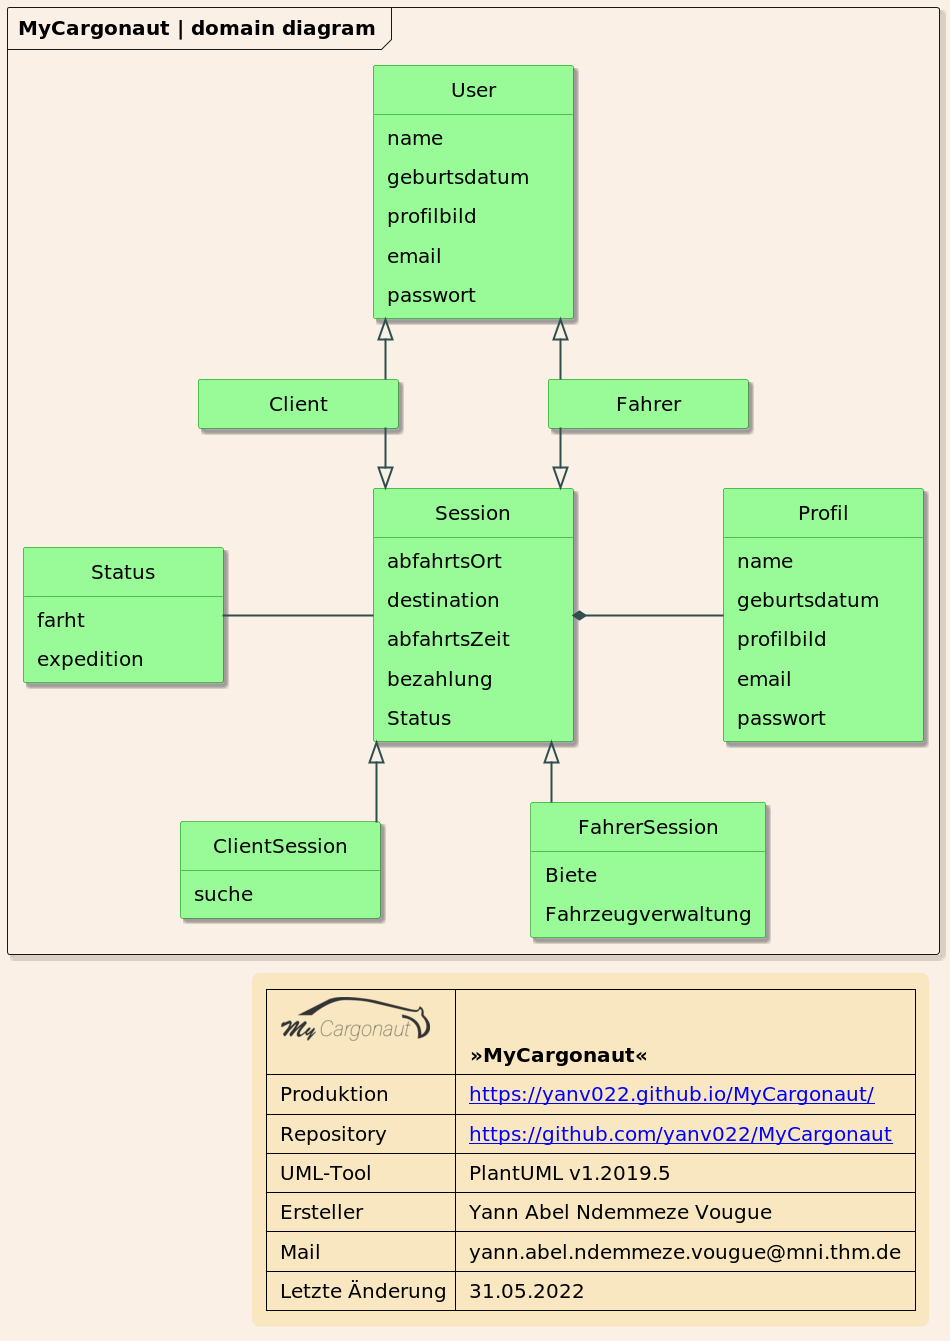 MyCargonaut | domain diagram
User
name
geburtsdatum
profilbild
email
passwort
Client
Fahrer
Session
abfahrtsOrt
destination
abfahrtsZeit
bezahlung
Status
Profil
name
geburtsdatum
profilbild
email
passwort
Status
farht
expedition
ClientSession
suche
FahrerSession
Biete
Fahrzeugverwaltung
My Cargonaut
»MyCargonaut«
Produktion https://yanv022.github.io/MyCargonaut/
Repository https://github.com/yanv022/MyCargonaut
UML-Tool PlantUML v1.2019.5
Ersteller Yann Abel Ndemmeze Vougue
Mail yann.abel.ndemmeze.vougue@mni.thm.de
Letzte Änderung 31.05.2022